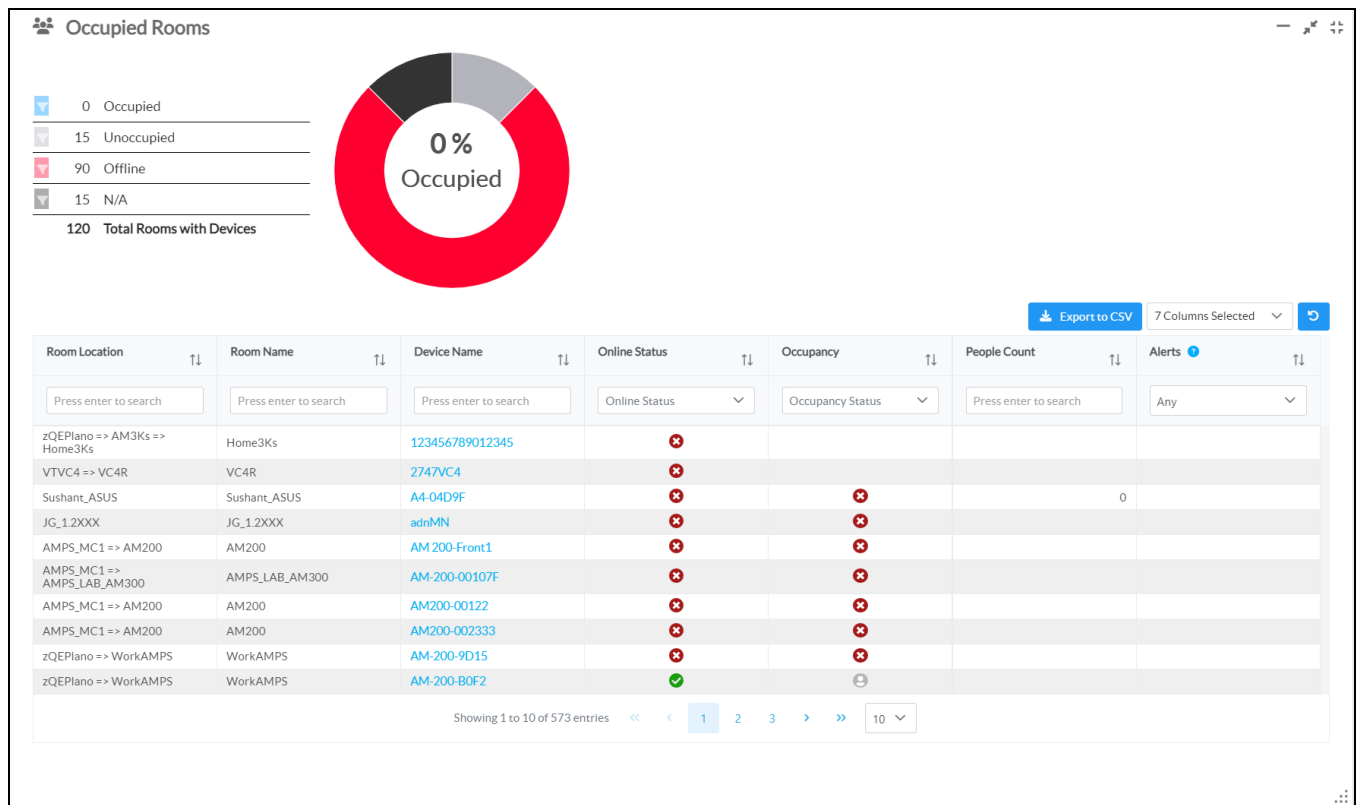 Occupied Rooms
0 Occupied
15 Unoccupied
90 Offline
15 N/A
120 Total Rooms with Devices
0 %
Occupied
Export to CSV 7 Columns Selected
Room Location Room Name Device Name Online Status Occupancy People Count Alerts ?
Press enter to search Press enter to search Press enter to search Online Status Occupancy Status Press enter to search Any
zQEPlano => AM3Ks =>
Home3Ks Home3Ks 123456789012345
VTVC4 => VC4R VC4R 2747VC4
Sushant_ASUS Sushant_ASUS A4-04D9F 0
JG_1.2XXX JG_1.2XXX adnMN
AMPS_MC1 => AM200 AM200 AM 200-Front1
AMPS_MC1 =>
AMPS_LAB_AM300 AMPS_LAB_AM300 AM-200-00107F
AMPS_MC1 => AM200 AM200 AM200-00122
AMPS_MC1 => AM200 AM200 AM200-002333
zQEPlano => WorkAMPS WorkAMPS AM-200-9D15
zQEPlano => WorkAMPS WorkAMPS AM-200-B0F2
Showing 1 to 10 of 573 entries « ‹ 1 2 3 › » 10